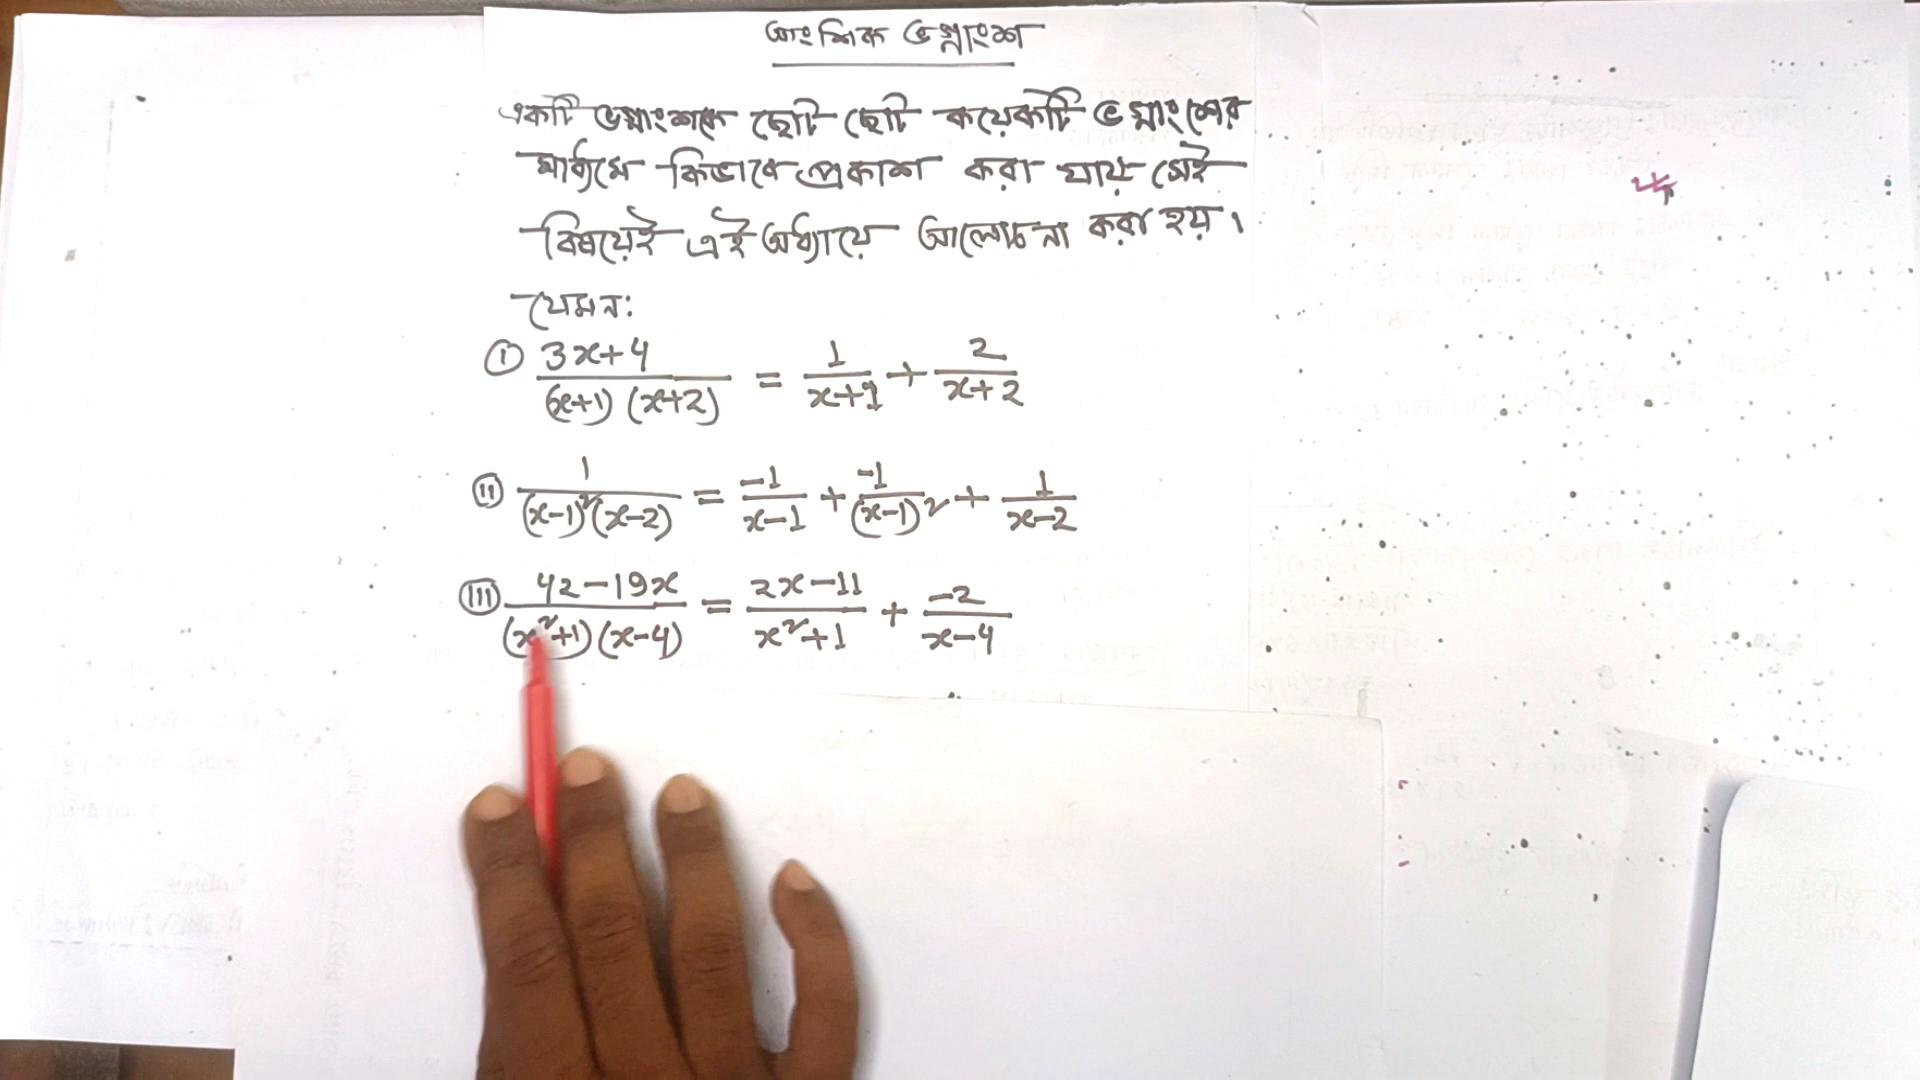 আংশিক ভগ্নাংশ
একটি ভগ্নাংশকে ছোট ছোট কয়েকটি ভগ্নাংশের
মাধ্যমে কিভাবে প্রকাশ করা যায় সেই
বিষয়েই এই অধ্যায়ে আলোচনা করা হয়।
যেমন:
(i) (3x+4)/((x+1)(x+2)) = 1/(x+1) + 2/(x+2)
(ii) 1/((x-1)²(x-2)) = -1/(x-1) + -1/(x-1)² + 1/(x-2)
(iii) (42-19x)/((x²+1)(x-4)) = (2x-11)/(x²+1) + -2/(x-4)